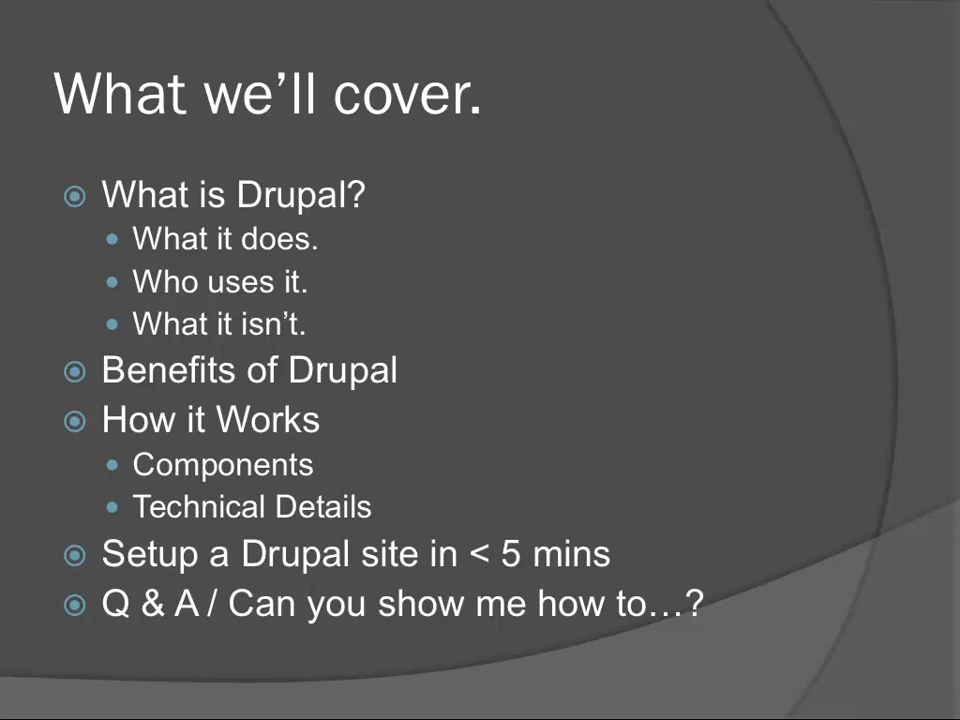 What we’ll cover.
What is Drupal?
What it does.
Who uses it.
What it isn’t.
Benefits of Drupal
How it Works
Components
Technical Details
Setup a Drupal site in < 5 mins
Q & A / Can you show me how to…?